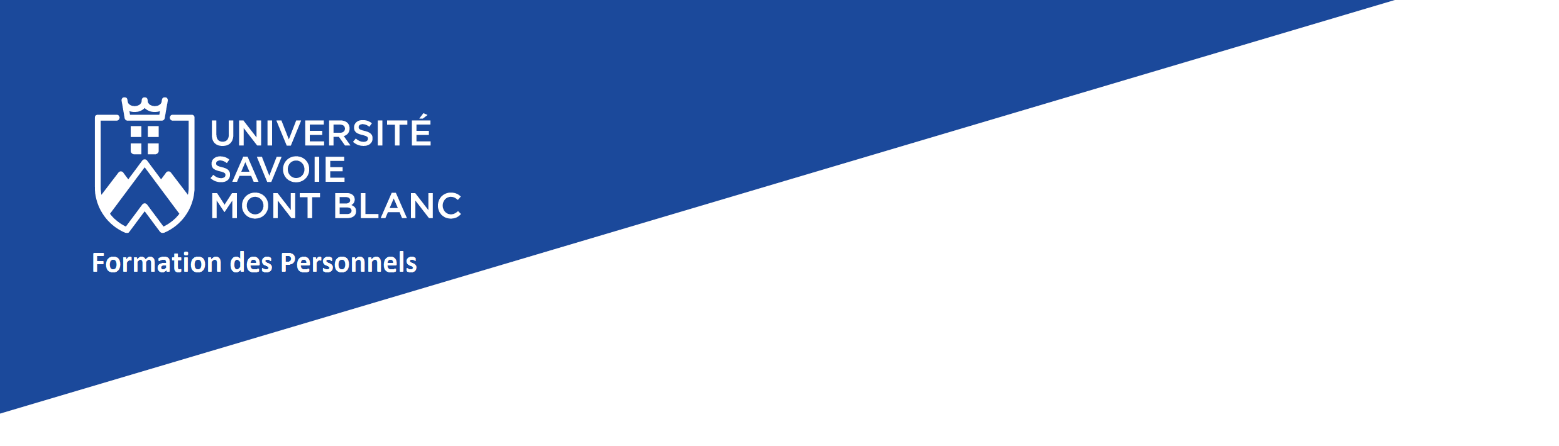 UNIVERSITÉ
SAVOIE
MONT BLANC
Formation des Personnels